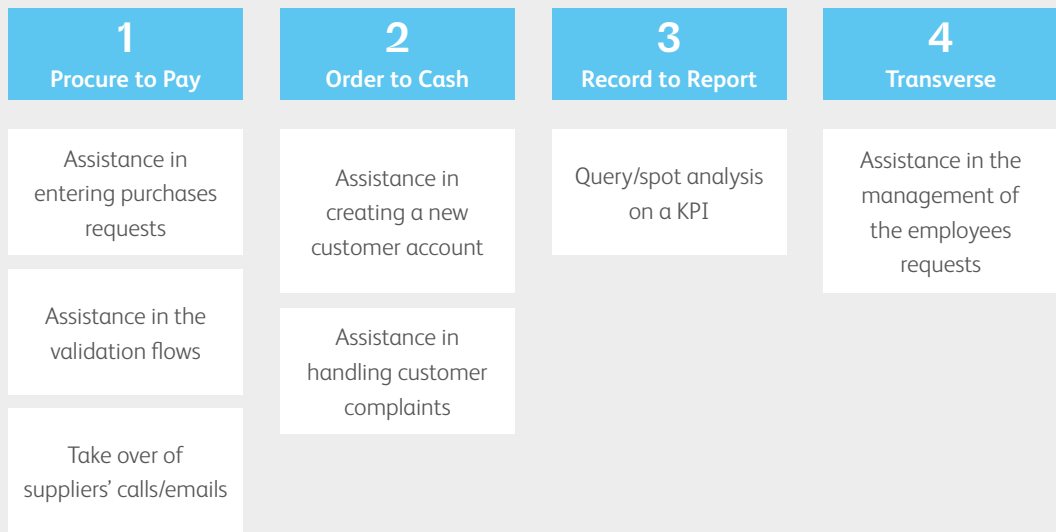 1
Procure to Pay
Assistance in
entering purchases
requests
Assistance in the
validation flows
Take over of
suppliers’ calls/emails
2
Order to Cash
Assistance in
creating a new
customer account
Assistance in
handling customer
complaints
3
Record to Report
Query/spot analysis
on a KPI
4
Transverse
Assistance in the
management of
the employees
requests